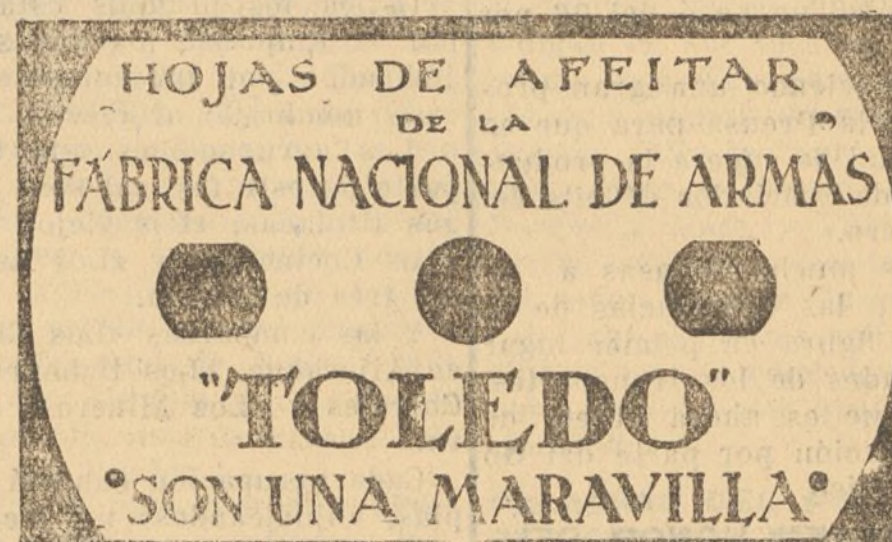 HOJAS DE AFEITAR
DE LA
FÁBRICA NACIONAL DE ARMAS
"TOLEDO"
SON UNA MARAVILLA